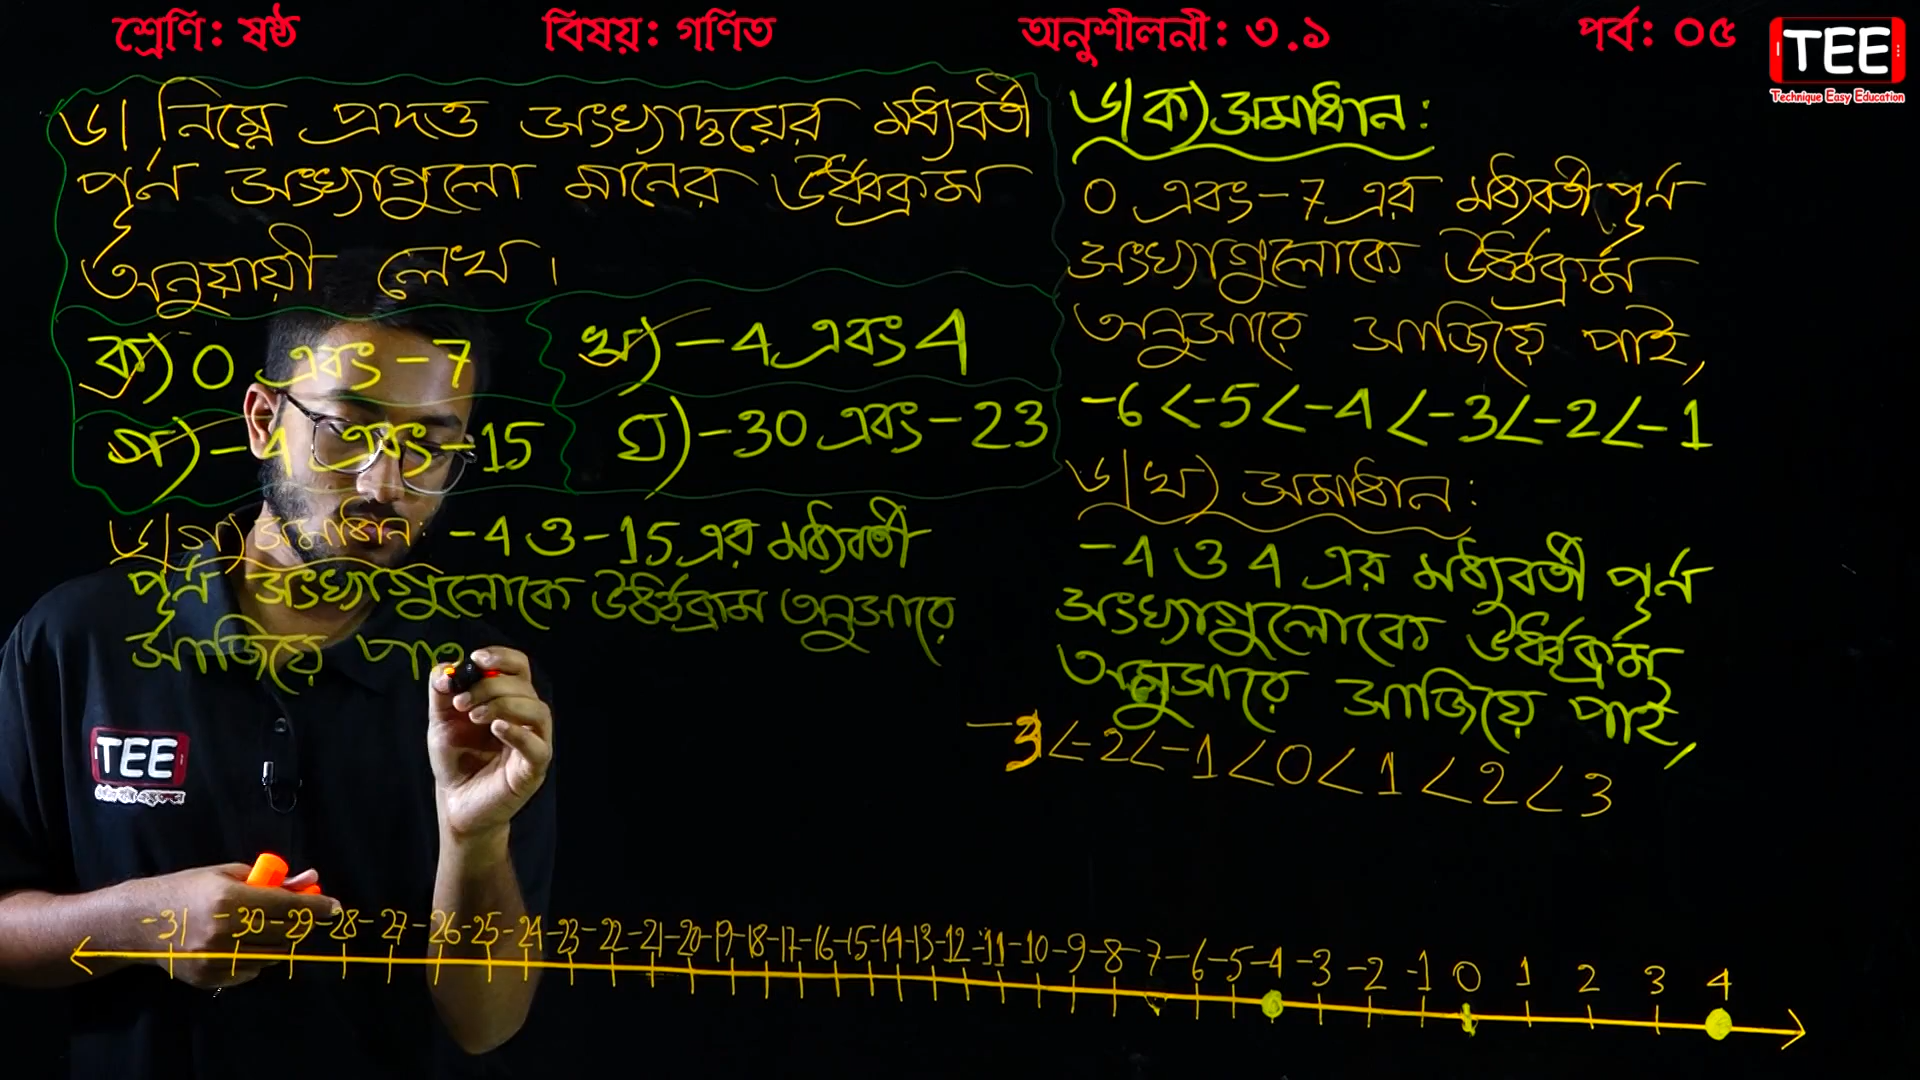 শ্রেণি: ষষ্ঠ বিষয়: গণিত অনুশীলনী: ৩.১ পর্ব: ০৫
TEE
Technique Easy Education
৬। নিম্নে প্রদত্ত সংখ্যাদ্বয়ের মধ্যবর্তী
পূর্ণ সংখ্যাগুলো মানের উর্ধ্বক্রম
অনুযায়ী লেখ।
ক) 0 এবং -7
খ) -4 এবং 4
গ) -4 এবং -15
ঘ) -30 এবং -23
৬।গ) সমাধান: -4 ও -15 এর মধ্যবর্তী
পূর্ণ সংখ্যাগুলোকে উর্ধ্বক্রম অনুসারে
সাজিয়ে
৬।ক) সমাধান:
0 এবং -7 এর মধ্যবর্তী পূর্ণ
সংখ্যাগুলোকে উর্ধ্বক্রম
অনুসারে সাজিয়ে পাই,
-6<-5<-4<-3<-2<-1
৬।খ) সমাধান:
-4 ও 4 এর মধ্যবর্তী পূর্ণ
সংখ্যাগুলোকে উর্ধ্বক্রম
অনুসারে সাজিয়ে পাই,
-3<-2<-1<0<1<2<3
TEE
-31 -30 -29 -28 -27 -26 -25 -24 -23 -22 -21 -20 -19 -18 -17 -16 -15 -14 -13 -12 -11 -10 -9 -8 -7 -6 -5 -4 -3 -2 -1 0 1 2 3 4